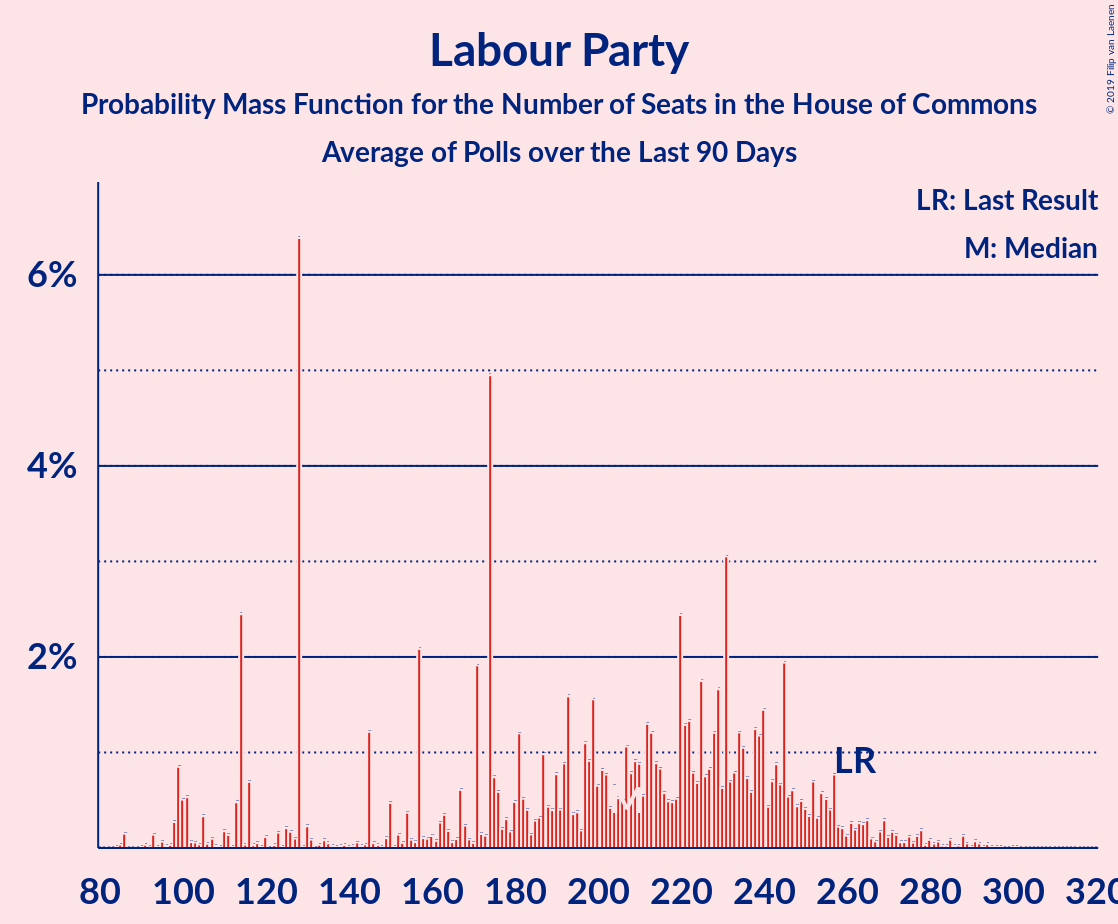 Labour Party
Probability Mass Function for the Number of Seats in the House of Commons
Average of Polls over the Last 90 Days
© 2019 Filip van Laenen
LR: Last Result
M: Median
6%
4%
2%
LR
M
80 100 120 140 160 180 200 220 240 260 280 300 320